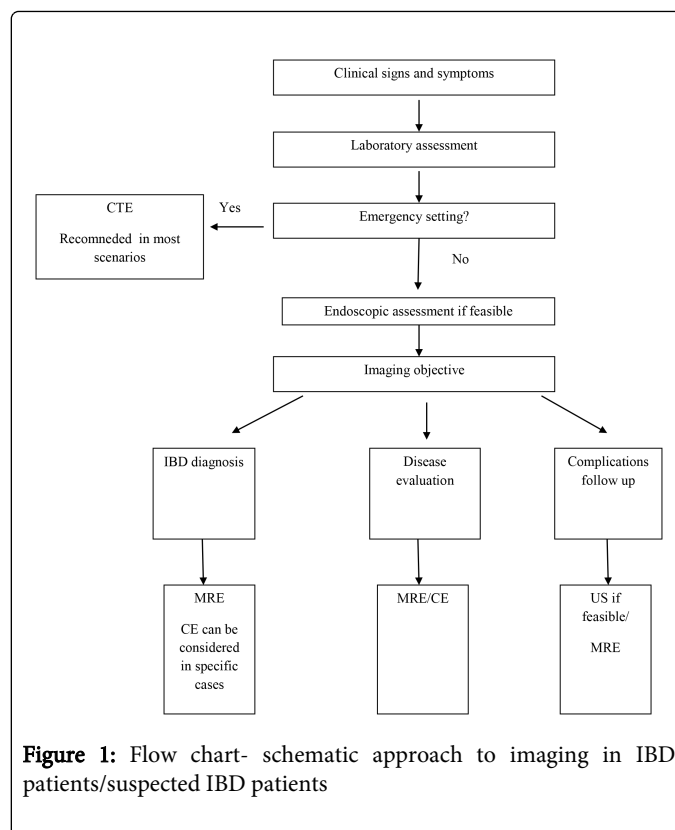 Clinical signs and symptoms
Laboratory assessment
CTE
Recomneded in most
scenarios
Yes
Emergency setting?
No
Endoscopic assessment if feasible
Imaging objective
IBD diagnosis
Disease
evaluation
Complications
follow up
MRE
CE can be
considered
in specific
cases
MRE/CE
US if
feasible/
MRE
Figure 1: Flow chart- schematic approach to imaging in IBD
patients/suspected IBD patients